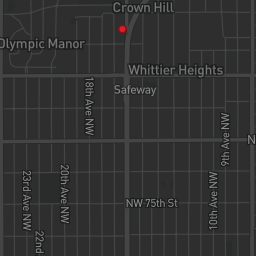 Crown Hill
Olympic Manor
Whittier Heights
Safeway
18th Ave NW
9th Ave NW
N
23rd Ave NW
20th Ave NW
10th Ave NW
NW 75th St
22nd